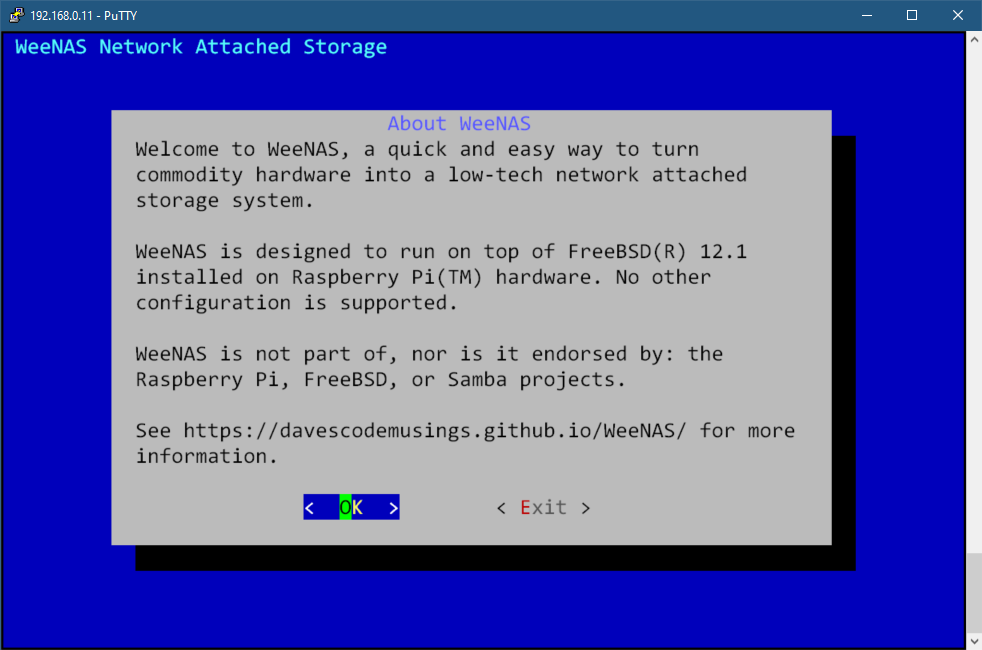 192.168.0.11 - PuTTY
WeeNAS Network Attached Storage
About WeeNAS
Welcome to WeeNAS, a quick and easy way to turn
commodity hardware into a low-tech network attached
storage system.
WeeNAS is designed to run on top of FreeBSD(R) 12.1
installed on Raspberry Pi(TM) hardware. No other
configuration is supported.
WeeNAS is not part of, nor is it endorsed by: the
Raspberry Pi, FreeBSD, or Samba projects.
See https://davescodemusings.github.io/WeeNAS/ for more
information.
<  OK  > < Exit >